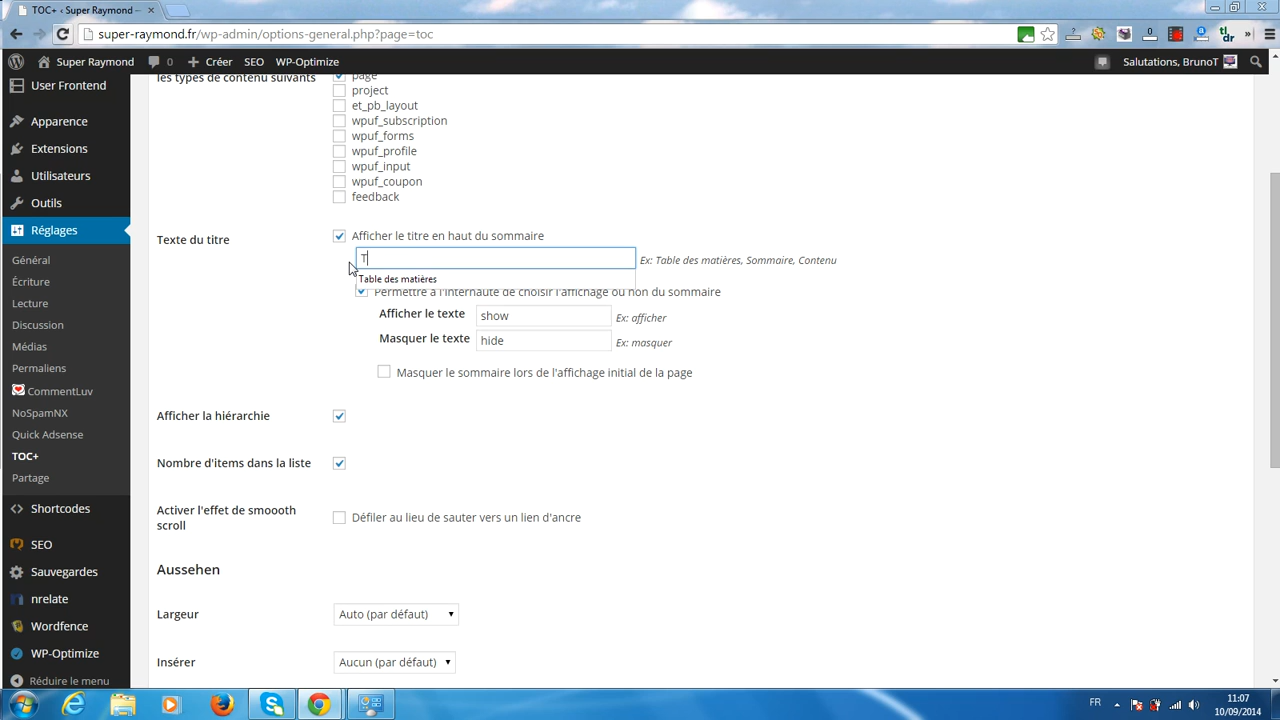 TOC+ ‹ Super Raymond —
super-raymond.fr/wp-admin/options-general.php?page=toc
Super Raymond
0
Créer
SEO
WP-Optimize
Salutations, BrunoT
User Frontend
Apparence
Extensions
Utilisateurs
Outils
Réglages
Général
Écriture
Lecture
Discussion
Médias
Permaliens
CommentLuv
NoSpamNX
Quick Adsense
TOC+
Partage
Shortcodes
SEO
Sauvegardes
nrelate
Wordfence
WP-Optimize
Réduire le menu
les types de contenu suivants
page
project
et_pb_layout
wpuf_subscription
wpuf_forms
wpuf_profile
wpuf_input
wpuf_coupon
feedback
Texte du titre
Afficher le titre en haut du sommaire
T
Ex: Table des matières, Sommaire, Contenu
Table des matières
Permettre à l'internaute de choisir l'affichage ou non du sommaire
Afficher le texte
show
Ex: afficher
Masquer le texte
hide
Ex: masquer
Masquer le sommaire lors de l'affichage initial de la page
Afficher la hiérarchie
Nombre d'items dans la liste
Activer l'effet de smoooth
scroll
Défiler au lieu de sauter vers un lien d'ancre
Aussehen
Largeur
Auto (par défaut)
Insérer
Aucun (par défaut)
FR
11:07
10/09/2014